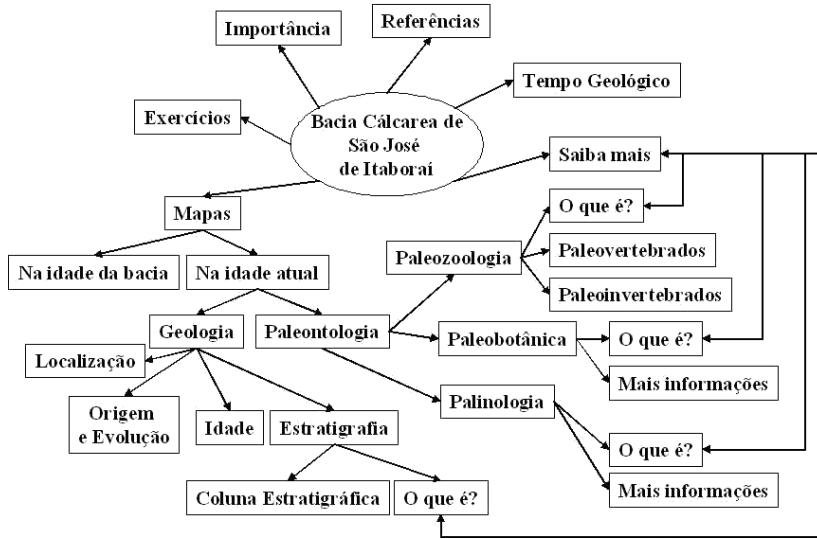 Importância
Referências
Tempo Geológico
Exercícios
Bacia Cálcarea de
São José
de Itaboraí
Saiba mais
Mapas
O que é?
Na idade da bacia
Na idade atual
Paleozoologia
Paleovertebrados
Paleoinvertebrados
Geologia
Paleontologia
Paleobotânica
O que é?
Localização
Mais informações
Origem
e Evolução
Idade
Estratigrafia
Palinologia
O que é?
Coluna Estratigráfica
O que é?
Mais informações